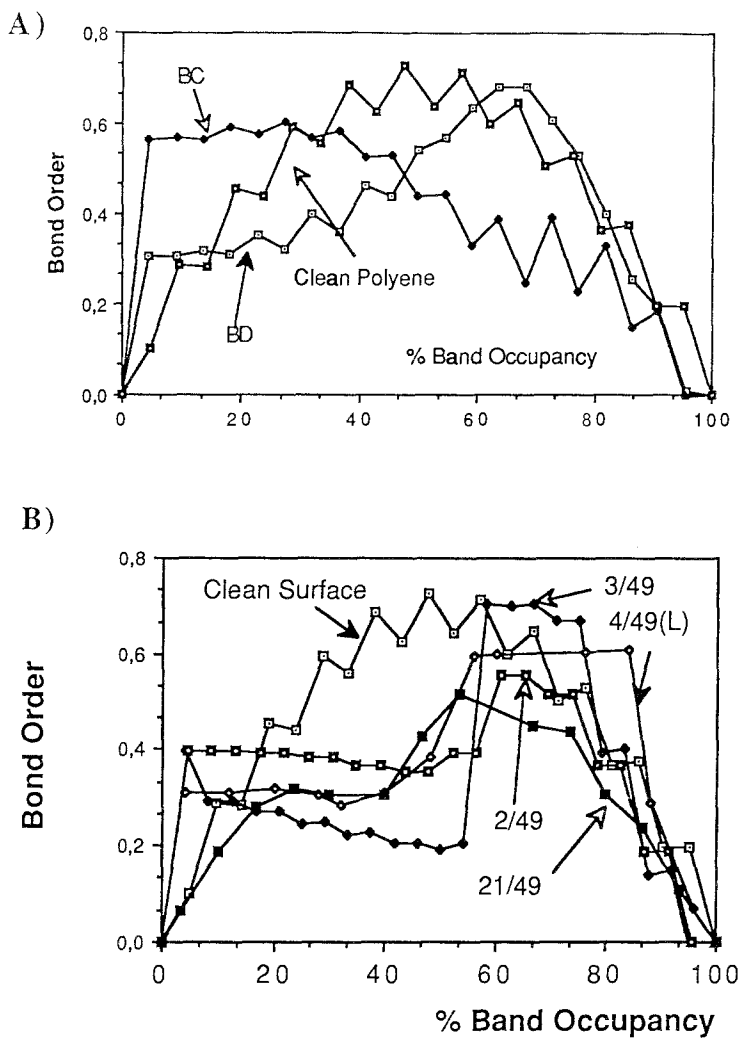 A)
0,8
BC
0,6
Bond Order
0,4
Clean Polyene
0,2
BD
% Band Occupancy
0,0
0 20 40 60 80 100
B)
0,8
Clean Surface
3/49
4/49(L)
0,6
Bond Order
0,4
2/49
0,2
21/49
0,0
0 20 40 60 80 100
% Band Occupancy